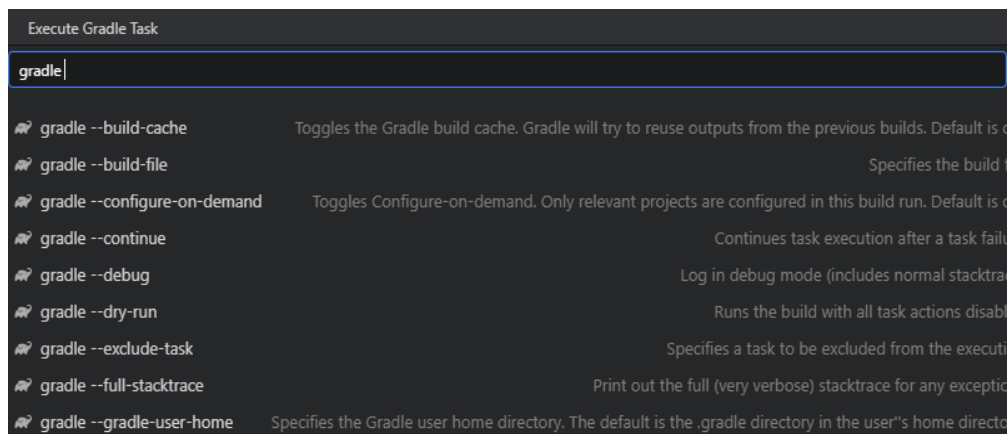 Execute Gradle Task
gradle
gradle --build-cache Toggles the Gradle build cache. Gradle will try to reuse outputs from the previous builds. Default is
gradle --build-file Specifies the build
gradle --configure-on-demand Toggles Configure-on-demand. Only relevant projects are configured in this build run. Default is
gradle --continue Continues task execution after a task
gradle --debug Log in debug mode (includes normal
gradle --dry-run Runs the build with all task actions
gradle --exclude-task Specifies a task to be excluded from the
gradle --full-stacktrace Print out the full (very verbose) stacktrace for any
gradle --gradle-user-home Specifies the Gradle user home directory. The default is the .gradle directory in the user"s home